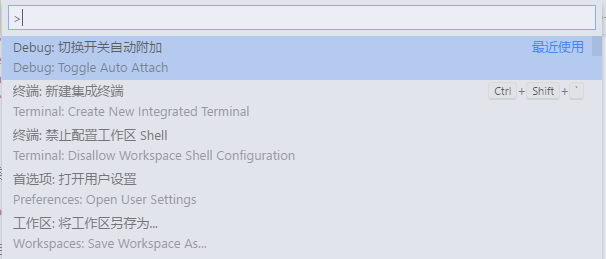 >
Debug: 切换开关自动附加 最近使用
Debug: Toggle Auto Attach
终端: 新建集成终端 Ctrl + Shift + `
Terminal: Create New Integrated Terminal
终端: 禁止配置工作区 Shell
Terminal: Disallow Workspace Shell Configuration
首选项: 打开用户设置
Preferences: Open User Settings
工作区: 将工作区另存为...
Workspaces: Save Workspace As...